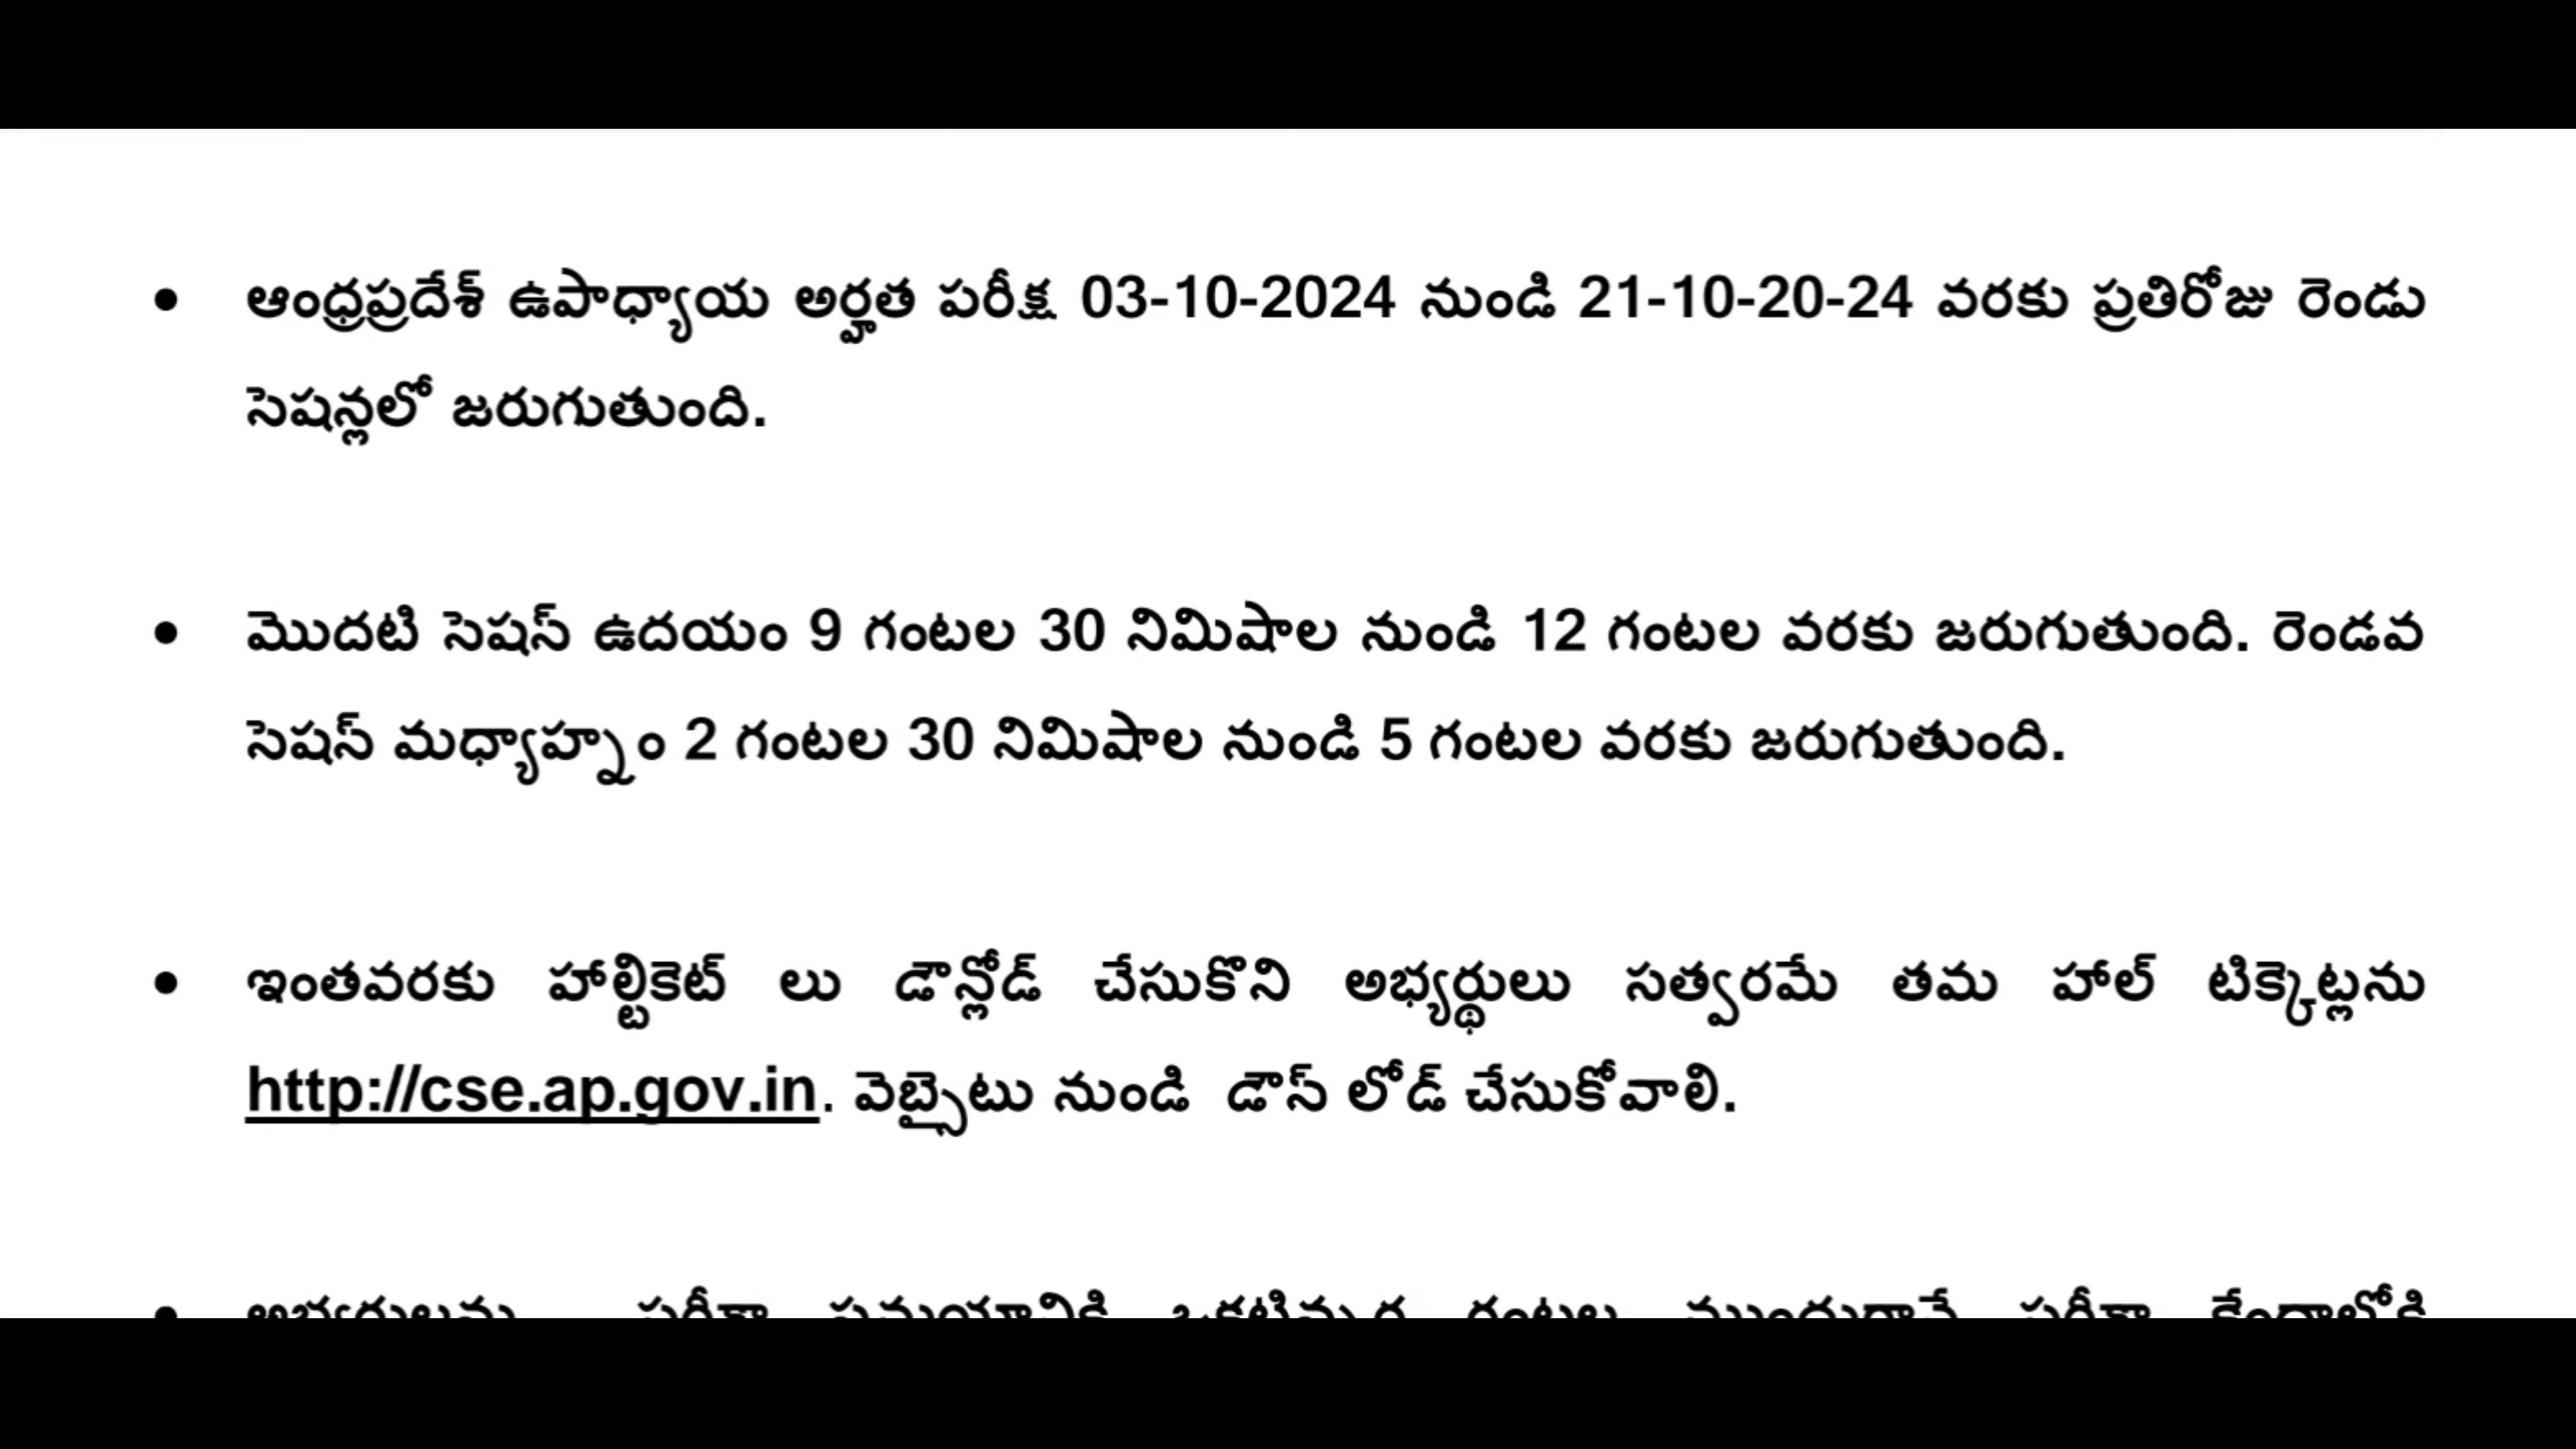 • ఆంధ్రప్రదేశ్ ఉపాధ్యాయ అర్హత పరీక్ష 03-10-2024 నుండి 21-10-20-24 వరకు ప్రతిరోజు రెండు
సెషన్లలో జరుగుతుంది.
• మొదటి సెషన్ ఉదయం 9 గంటల 30 నిమిషాల నుండి 12 గంటల వరకు జరుగుతుంది. రెండవ
సెషన్ మధ్యాహ్నం 2 గంటల 30 నిమిషాల నుండి 5 గంటల వరకు జరుగుతుంది.
• ఇంతవరకు హాల్టికెట్ లు డౌన్లోడ్ చేసుకొని అభ్యర్థులు సత్వరమే తమ హాల్ టిక్కెట్లను
http://cse.ap.gov.in. వెబ్సైటు నుండి డౌన్ లోడ్ చేసుకోవాలి.